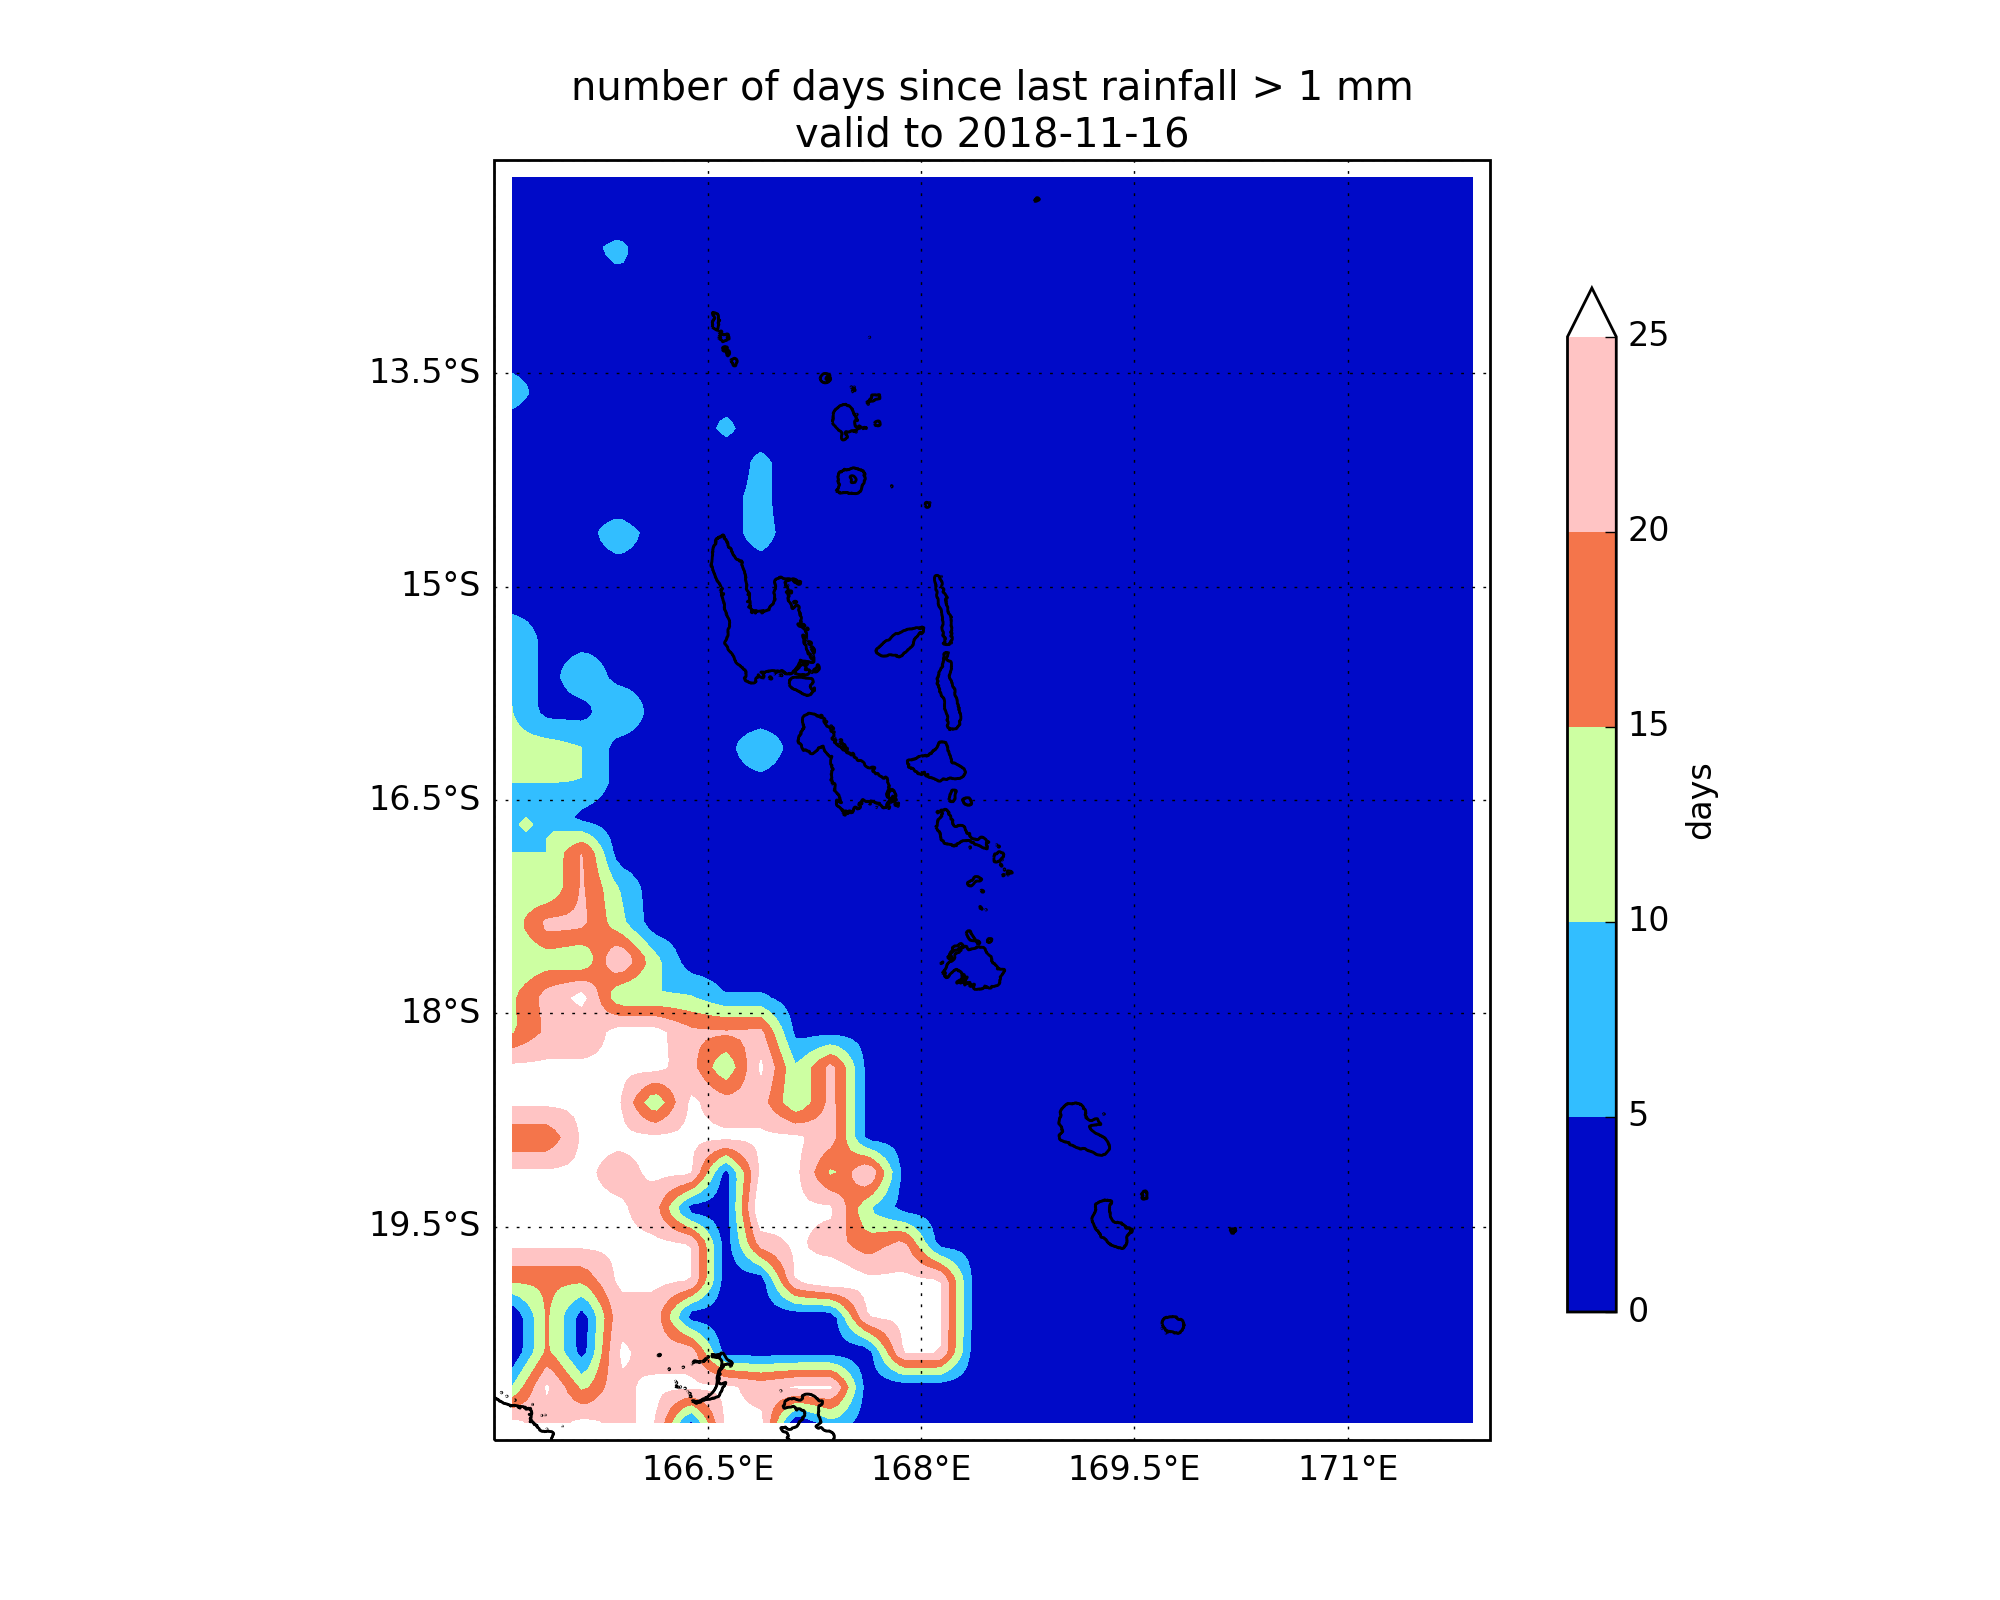 number of days since last rainfall > 1 mm
valid to 2018-11-16
13.5°S
15°S
16.5°S
18°S
19.5°S
166.5°E
168°E
169.5°E
171°E
25
20
15
10
5
0
days